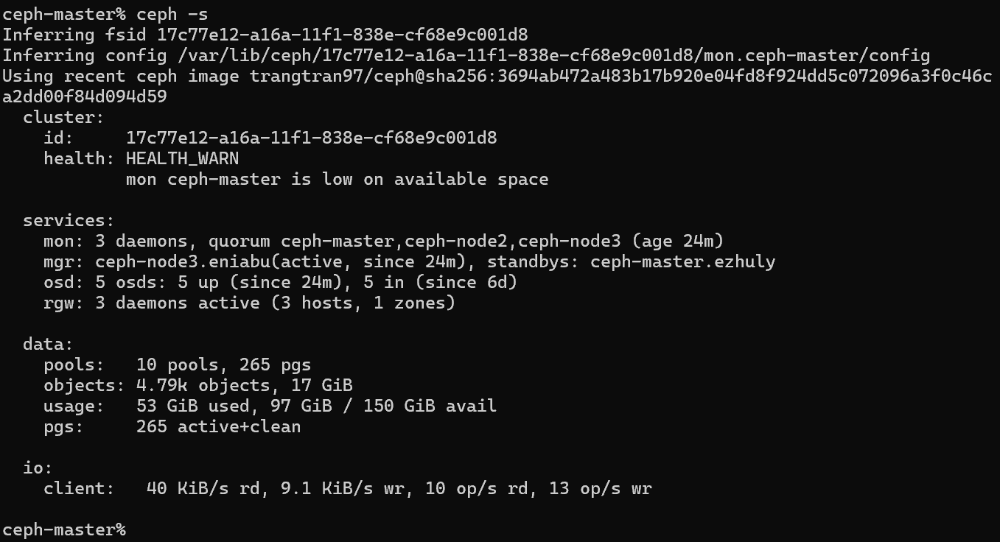 ceph-master% ceph -s
Inferring fsid 17c77e12-a16a-11f1-838e-cf68e9c001d8
Inferring config /var/lib/ceph/17c77e12-a16a-11f1-838e-cf68e9c001d8/mon.ceph-master/config
Using recent ceph image trangtran97/ceph@sha256:3694ab472a483b17b920e04fd8f924dd5c072096a3f0c46c
a2dd00f84d094d59
  cluster:
    id:     17c77e12-a16a-11f1-838e-cf68e9c001d8
    health: HEALTH_WARN
            mon ceph-master is low on available space

  services:
    mon: 3 daemons, quorum ceph-master,ceph-node2,ceph-node3 (age 24m)
    mgr: ceph-node3.eniabu(active, since 24m), standbys: ceph-master.ezhuly
    osd: 5 osds: 5 up (since 24m), 5 in (since 6d)
    rgw: 3 daemons active (3 hosts, 1 zones)

  data:
    pools:   10 pools, 265 pgs
    objects: 4.79k objects, 17 GiB
    usage:   53 GiB used, 97 GiB / 150 GiB avail
    pgs:     265 active+clean

  io:
    client:   40 KiB/s rd, 9.1 KiB/s wr, 10 op/s rd, 13 op/s wr

ceph-master%